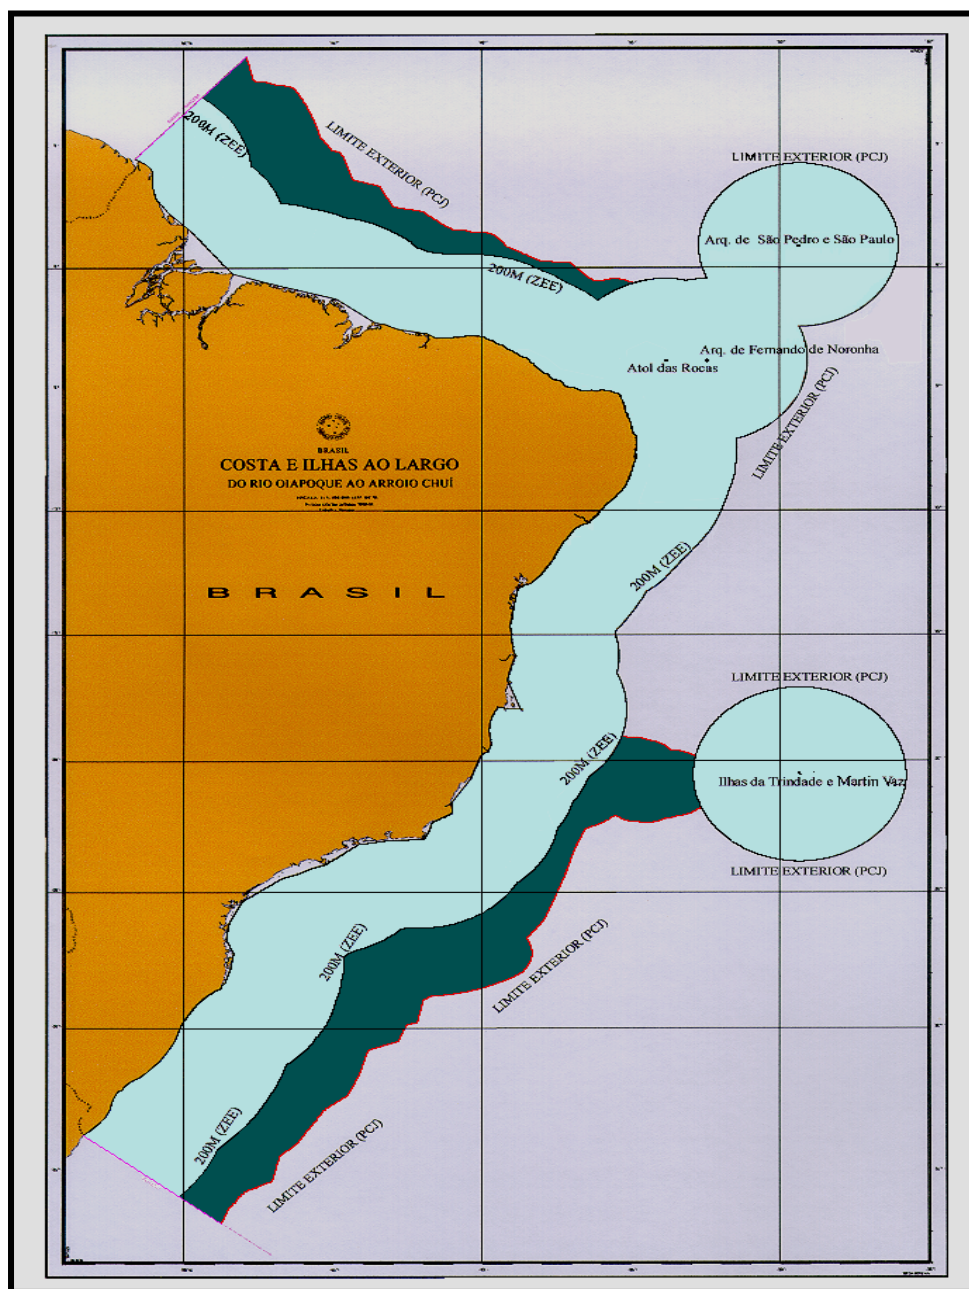 200M (ZEE)
LIMITE EXTERIOR (PCJ)
LIMITE EXTERIOR (PCJ)
Arq. de São Pedro e São Paulo
200M (ZEE)
Arq. de Fernando de Noronha
Atol das Rocas
LIMITE EXTERIOR (PCJ)
BRASIL
COSTA E ILHAS AO LARGO
DO RIO OIAPOQUE AO ARROIO CHUÍ
200M (ZEE)
BRASIL
LIMITE EXTERIOR (PCJ)
200M (ZEE)
Ilhas da Trindade e Martin Vaz
LIMITE EXTERIOR (PCJ)
200M (ZEE)
LIMITE EXTERIOR (PCJ)
200M (ZEE)
LIMITE EXTERIOR (PCJ)